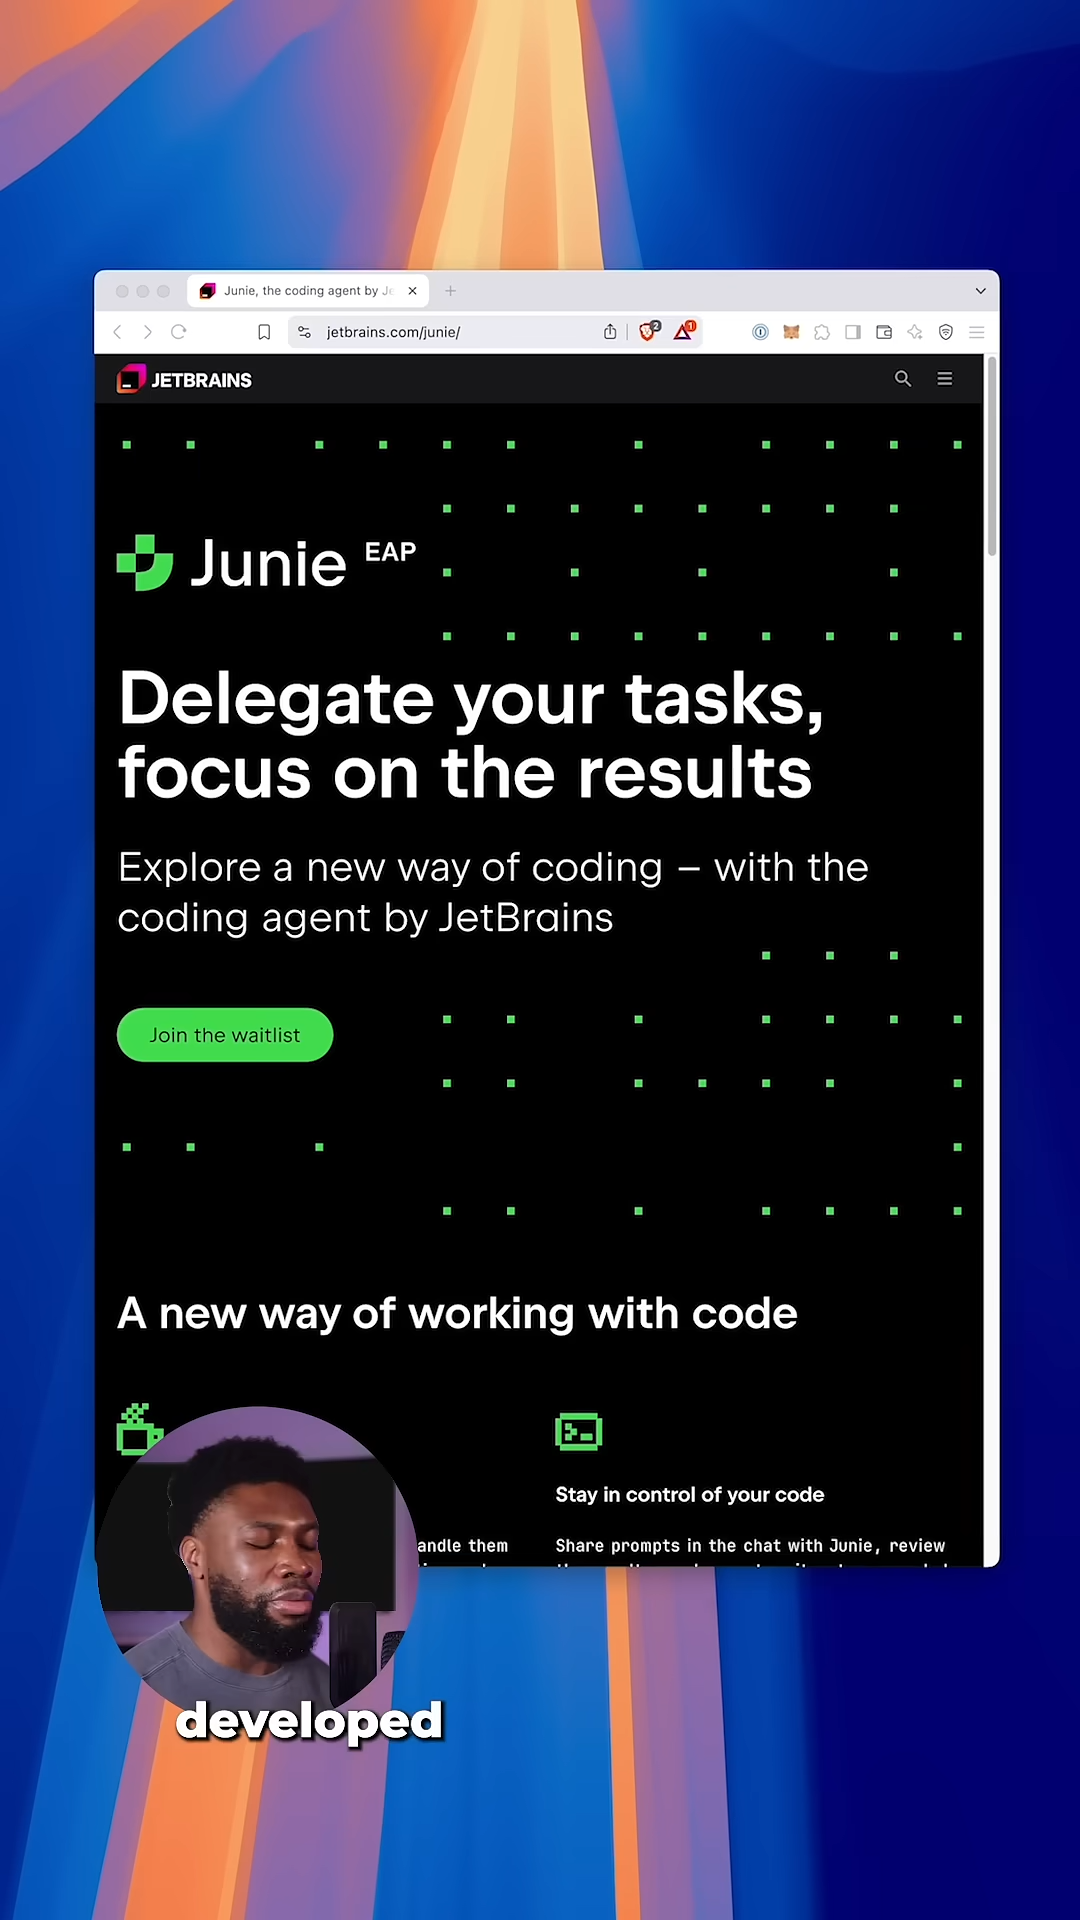 Junie, the coding agent by Je
jetbrains.com/junie/
2
1
JETBRAINS
Junie EAP
Delegate your tasks,
focus on the results
Explore a new way of coding – with the
coding agent by JetBrains
Join the waitlist
A new way of working with code
Stay in control of your code
andle them
Share prompts in the chat with Junie, review
developed